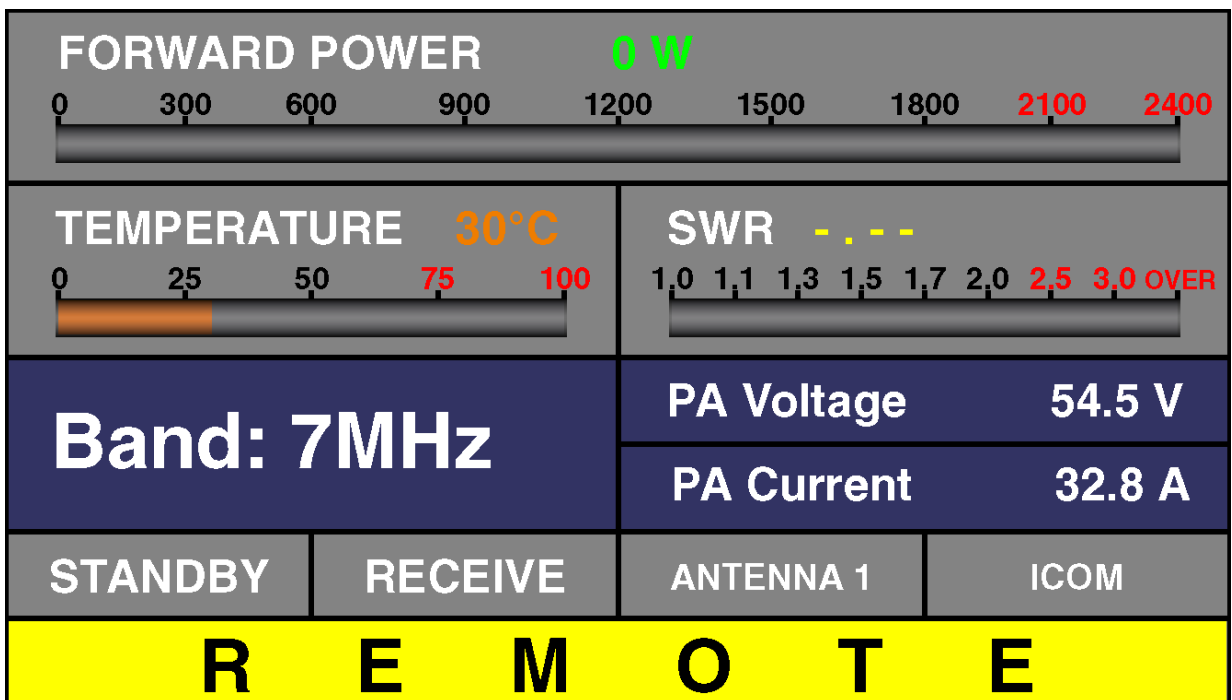 FORWARD POWER 0 W
0 300 600 900 1200 1500 1800 2100 2400
TEMPERATURE 30°C
0 25 50 75 100
SWR -.--
1.0 1.1 1.3 1.5 1.7 2.0 2.5 3.0 OVER
Band: 7MHz
PA Voltage 54.5 V
PA Current 32.8 A
STANDBY RECEIVE ANTENNA 1 ICOM
R E M O T E